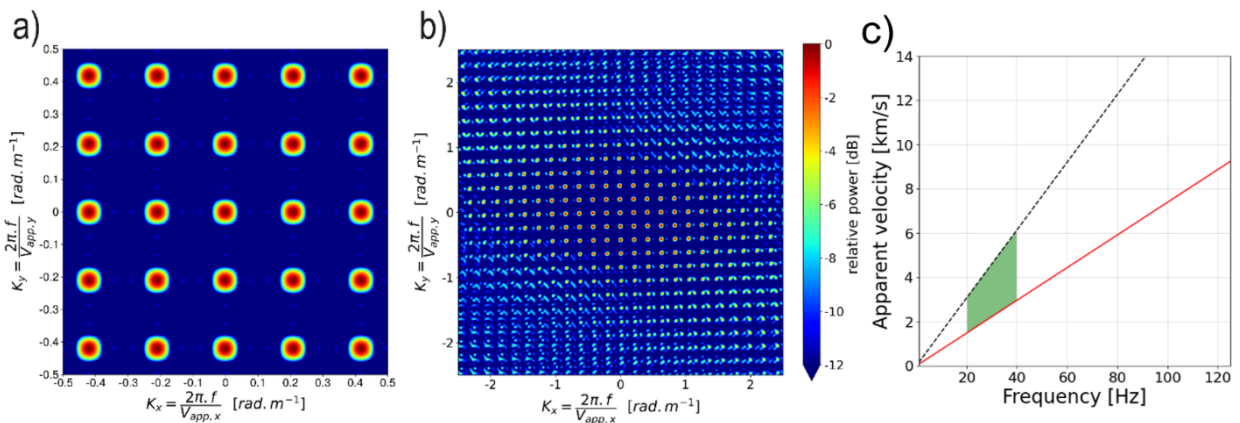 a)
b)
c)
0.5
0.4
0.3
0.2
0.1
0
-0.1
-0.2
-0.3
-0.4
-0.5
K_y = 2π.f / V_app,y [rad.m⁻¹]
-0.5 -0.4 -0.3 -0.2 -0.1 0 0.1 0.2 0.3 0.4 0.5
K_x = 2π.f / V_app,x [rad.m⁻¹]
2
1
0
-1
-2
K_y = 2π.f / V_app,y [rad.m⁻¹]
-2 -1 0 1 2
K_x = 2π.f / V_app,x [rad.m⁻¹]
0
-2
-4
-6
-8
-10
-12
relative power [dB]
14
12
10
8
6
4
2
0
Apparent velocity [km/s]
20 40 60 80 100 120
Frequency [Hz]